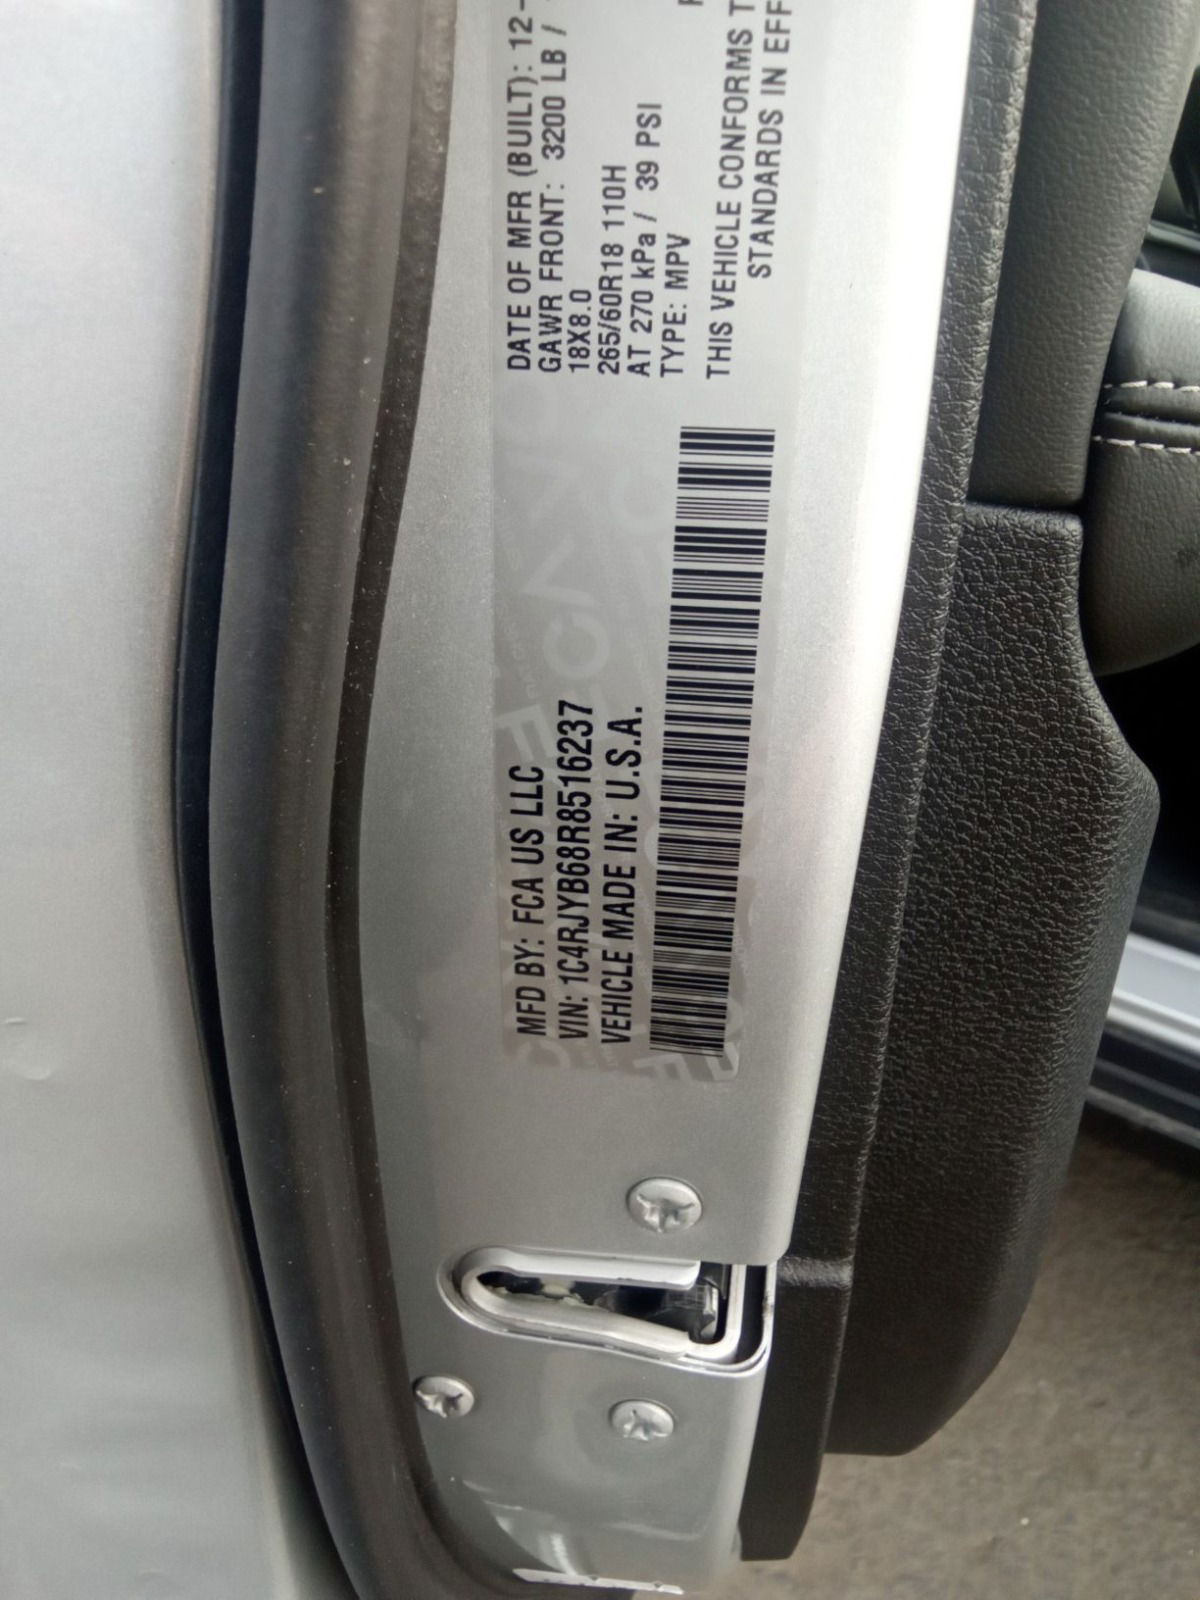 MFD BY: FCA US LLC
VIN: 1C4RJYB68R8516237
VEHICLE MADE IN: U.S.A.
DATE OF MFR (BUILT): 12-
GAWR FRONT: 3200 LB /
18X8.0
265/60R18 110H
AT 270 kPa / 39 PSI
TYPE: MPV
THIS VEHICLE CONFORMS T
STANDARDS IN EFF